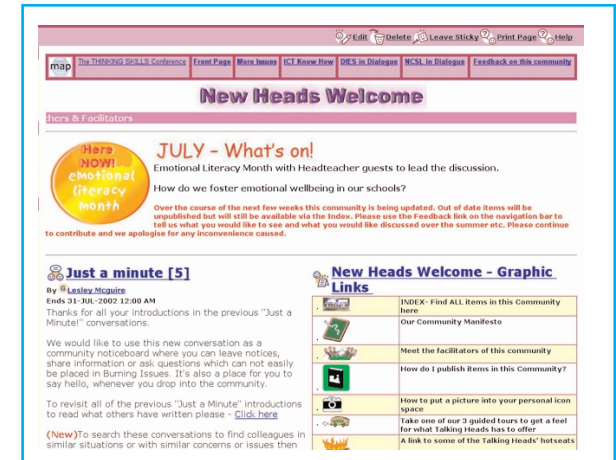 Edit Delete Leave Sticky Print Page Help
map The THINKING SKILLS Conference Front Page More Issues ICT Know How DfES in Dialogue NCSL in Dialogue Feedback on this community
New Heads Welcome
hers & Facilitators
Here
NOW!
emotional
literacy
month
JULY - What's on!
Emotional Literacy Month with Headteacher guests to lead the discussion.
How do we foster emotional wellbeing in our schools?
Over the course of the next few weeks this community is being updated. Out of date items will be
unpublished but will still be available via the Index. Please use the Feedback link on the navigation bar to
tell us what you would like to see and what you would like discussed over the summer etc. Please continue
to contribute and we apologise for any inconvenience caused.
Just a minute [5]
By Lesley Mcguire
Ends 31-JUL-2002 12:00 AM
Thanks for all your introductions in the previous "Just a
Minute!" conversations.
We would like to use this new conversation as a
community noticeboard where you can leave notices,
share information or ask questions which can not easily
be placed in Burning Issues. It's also a place for you to
say hello, whenever you drop into the community.
To revisit all of the previous "Just a Minute" introductions
to read what others have written please - Click here
(New)To search these conversations to find colleagues in
similar situations or with similar concerns or issues then
New Heads Welcome - Graphic
Links
INDEX- Find ALL items in this Community
here
Our Community Manifesto
Meet the facilitators of this community
How do I publish items in this Community?
How to put a picture into your personal icon
space
Take one of our 3 guided tours to get a feel
for what Talking Heads has to offer
A link to some of the Talking Heads' hotseats